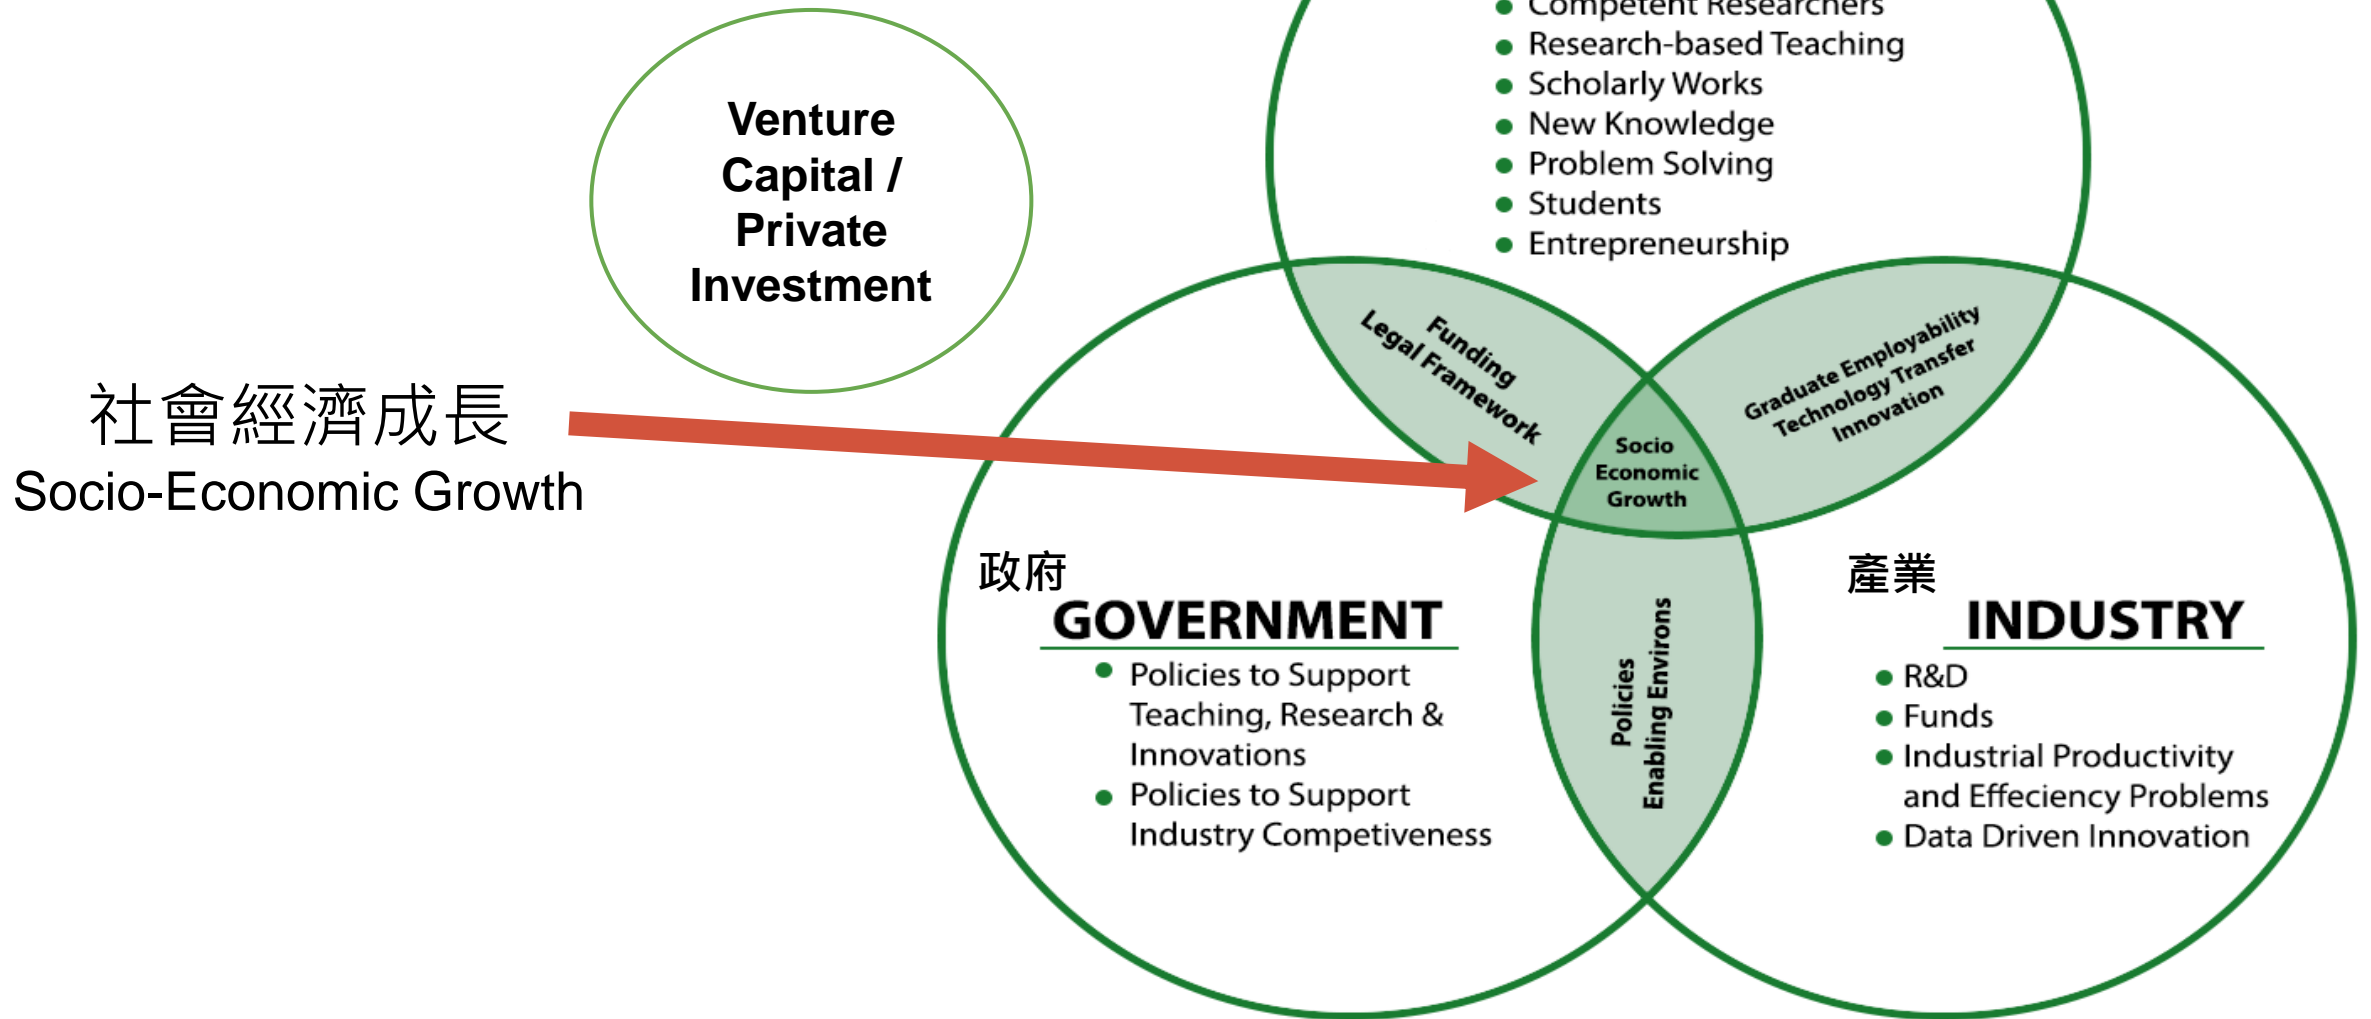 Competent Researchers
Research-based Teaching
Scholarly Works
New Knowledge
Problem Solving
Students
Entrepreneurship
Venture
Capital /
Private
Investment
Funding
Legal Framework
Graduate Employability
Technology Transfer
Innovation
社會經濟成長
Socio-Economic Growth
Socio
Economic
Growth
政府
GOVERNMENT
Policies to Support
Teaching, Research &
Innovations
Policies to Support
Industry Competiveness
Policies
Enabling Environs
產業
INDUSTRY
R&D
Funds
Industrial Productivity
and Effeciency Problems
Data Driven Innovation